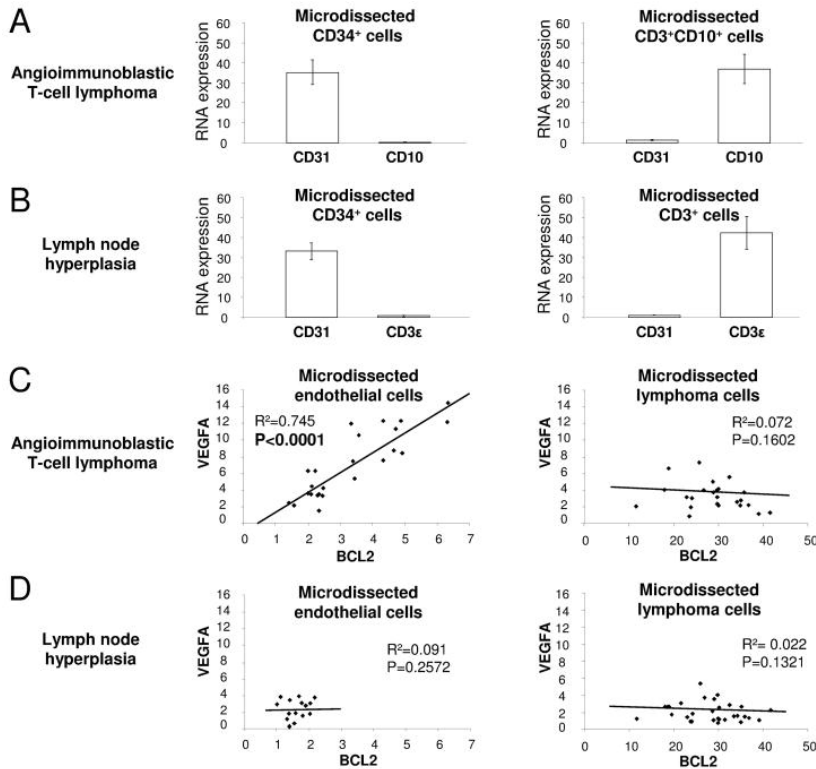 A
Angioimmunoblastic
T-cell lymphoma
Microdissected
CD34⁺ cells
RNA expression
60
50
40
30
20
10
0
CD31 CD10
Microdissected
CD3⁺CD10⁺ cells
RNA expression
60
50
40
30
20
10
0
CD31 CD10
B
Lymph node
hyperplasia
Microdissected
CD34⁺ cells
RNA expression
60
50
40
30
20
10
0
CD31 CD3ε
Microdissected
CD3⁺ cells
RNA expression
60
50
40
30
20
10
0
CD31 CD3ε
C
Angioimmunoblastic
T-cell lymphoma
Microdissected
endothelial cells
R²=0.745
P<0.0001
VEGFA
16
14
12
10
8
6
4
2
0
0 1 2 3 4 5 6 7
BCL2
Microdissected
lymphoma cells
R²=0.072
P=0.1602
VEGFA
16
14
12
10
8
6
4
2
0
0 10 20 30 40 50
BCL2
D
Lymph node
hyperplasia
Microdissected
endothelial cells
R²=0.091
P=0.2572
VEGFA
16
14
12
10
8
6
4
2
0
0 1 2 3 4 5 6 7
BCL2
Microdissected
lymphoma cells
R²= 0.022
P=0.1321
VEGFA
16
14
12
10
8
6
4
2
0
0 10 20 30 40 50
BCL2